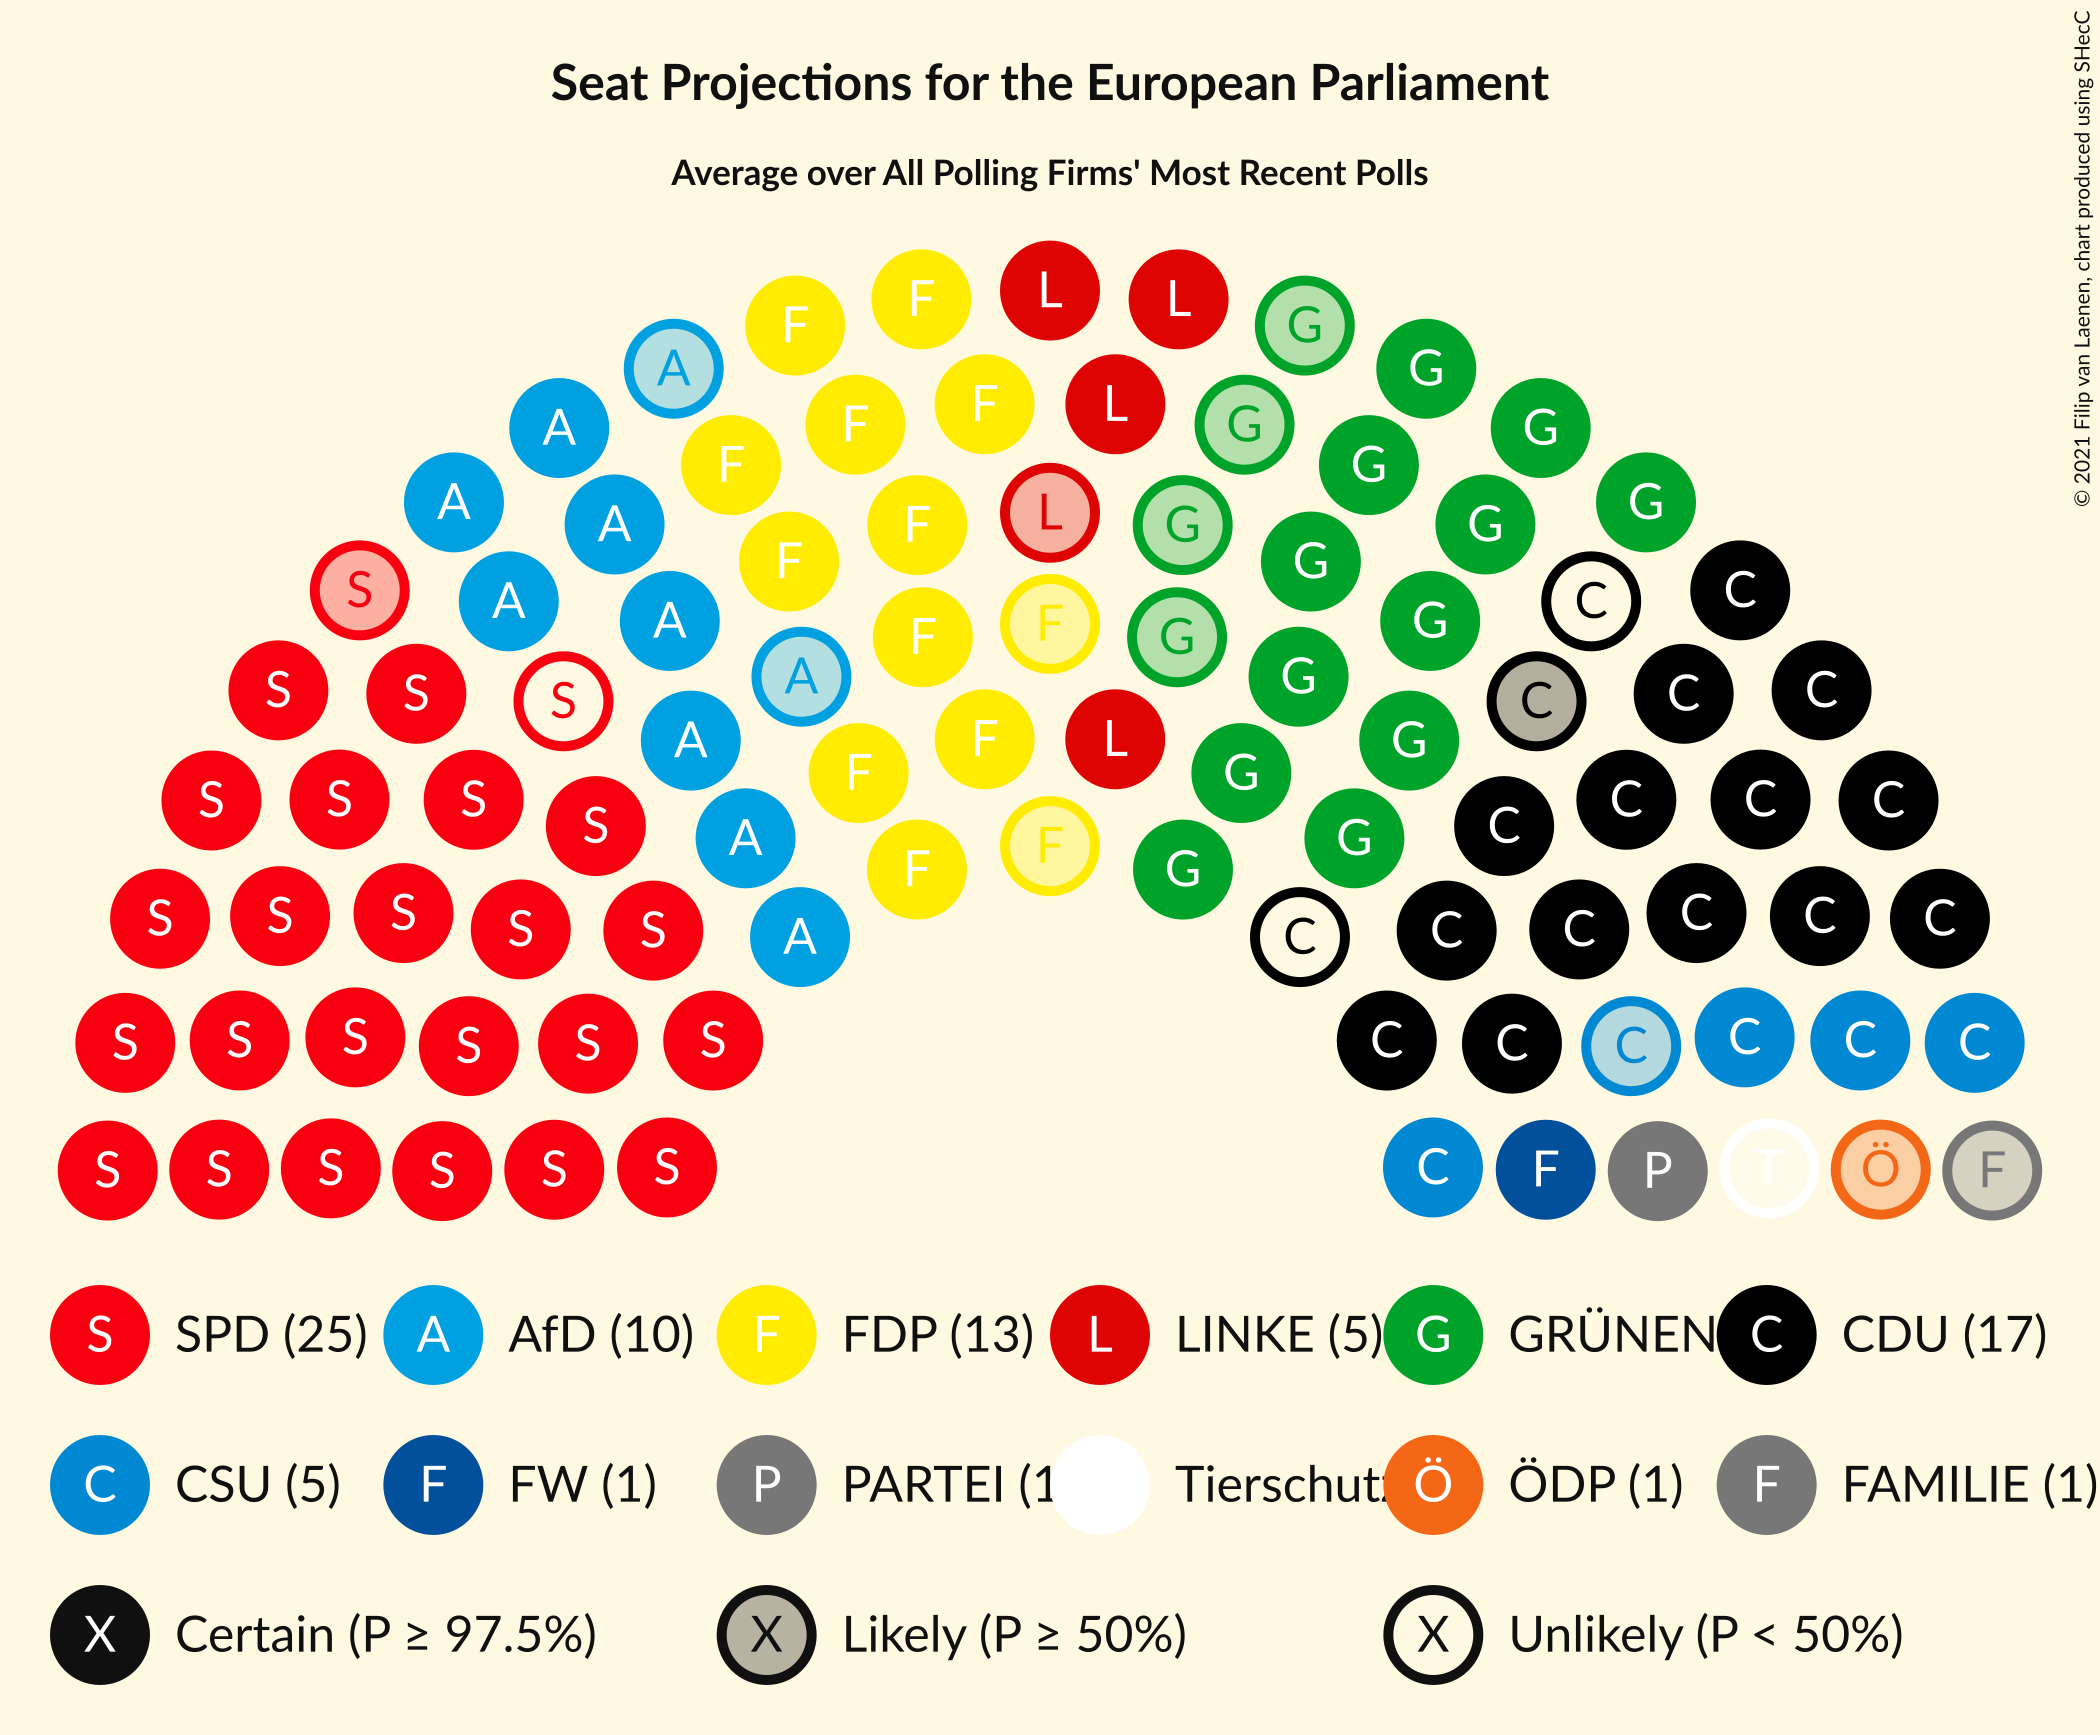 Seat Projections for the European Parliament
Average over All Polling Firms' Most Recent Polls
© 2021 Filip van Laenen, chart produced using SHecC
L
F L
F G
A F L G
F G
A F G G
A F G
A L G
A F G G
A F G
S A F C C
A F G
S F G
S S A G C C
S A G C
A F L G
S S S F G C C C
S A G C
F F G
S S S S S A C C C C C C
S S S S S S C C C C C C
S S S S S S C F P T Ö F
S SPD (25) A AfD (10) F FDP (13) L LINKE (5) G GRÜNEN C CDU (17)
C CSU (5) F FW (1) P PARTEI (1 Tierschutz Ö ÖDP (1) F FAMILIE (1)
X Certain (P ≥ 97.5%) X Likely (P ≥ 50%) X Unlikely (P < 50%)